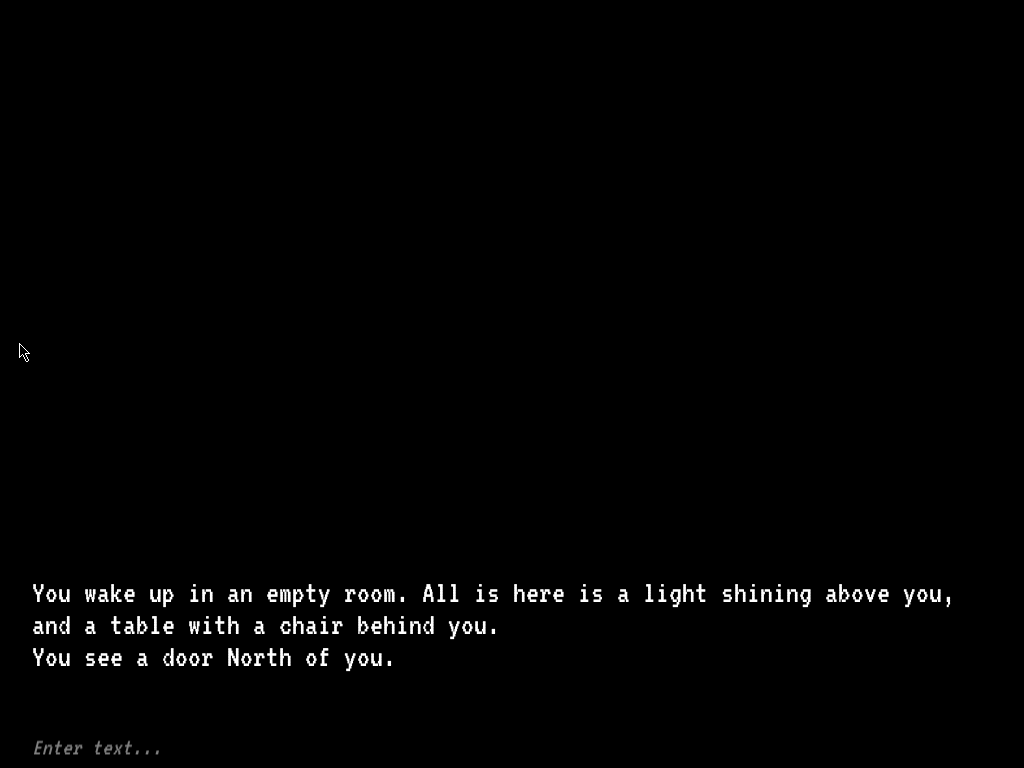 You wake up in an empty room. All is here is a light shining above you,
and a table with a chair behind you.
You see a door North of you.
Enter text...